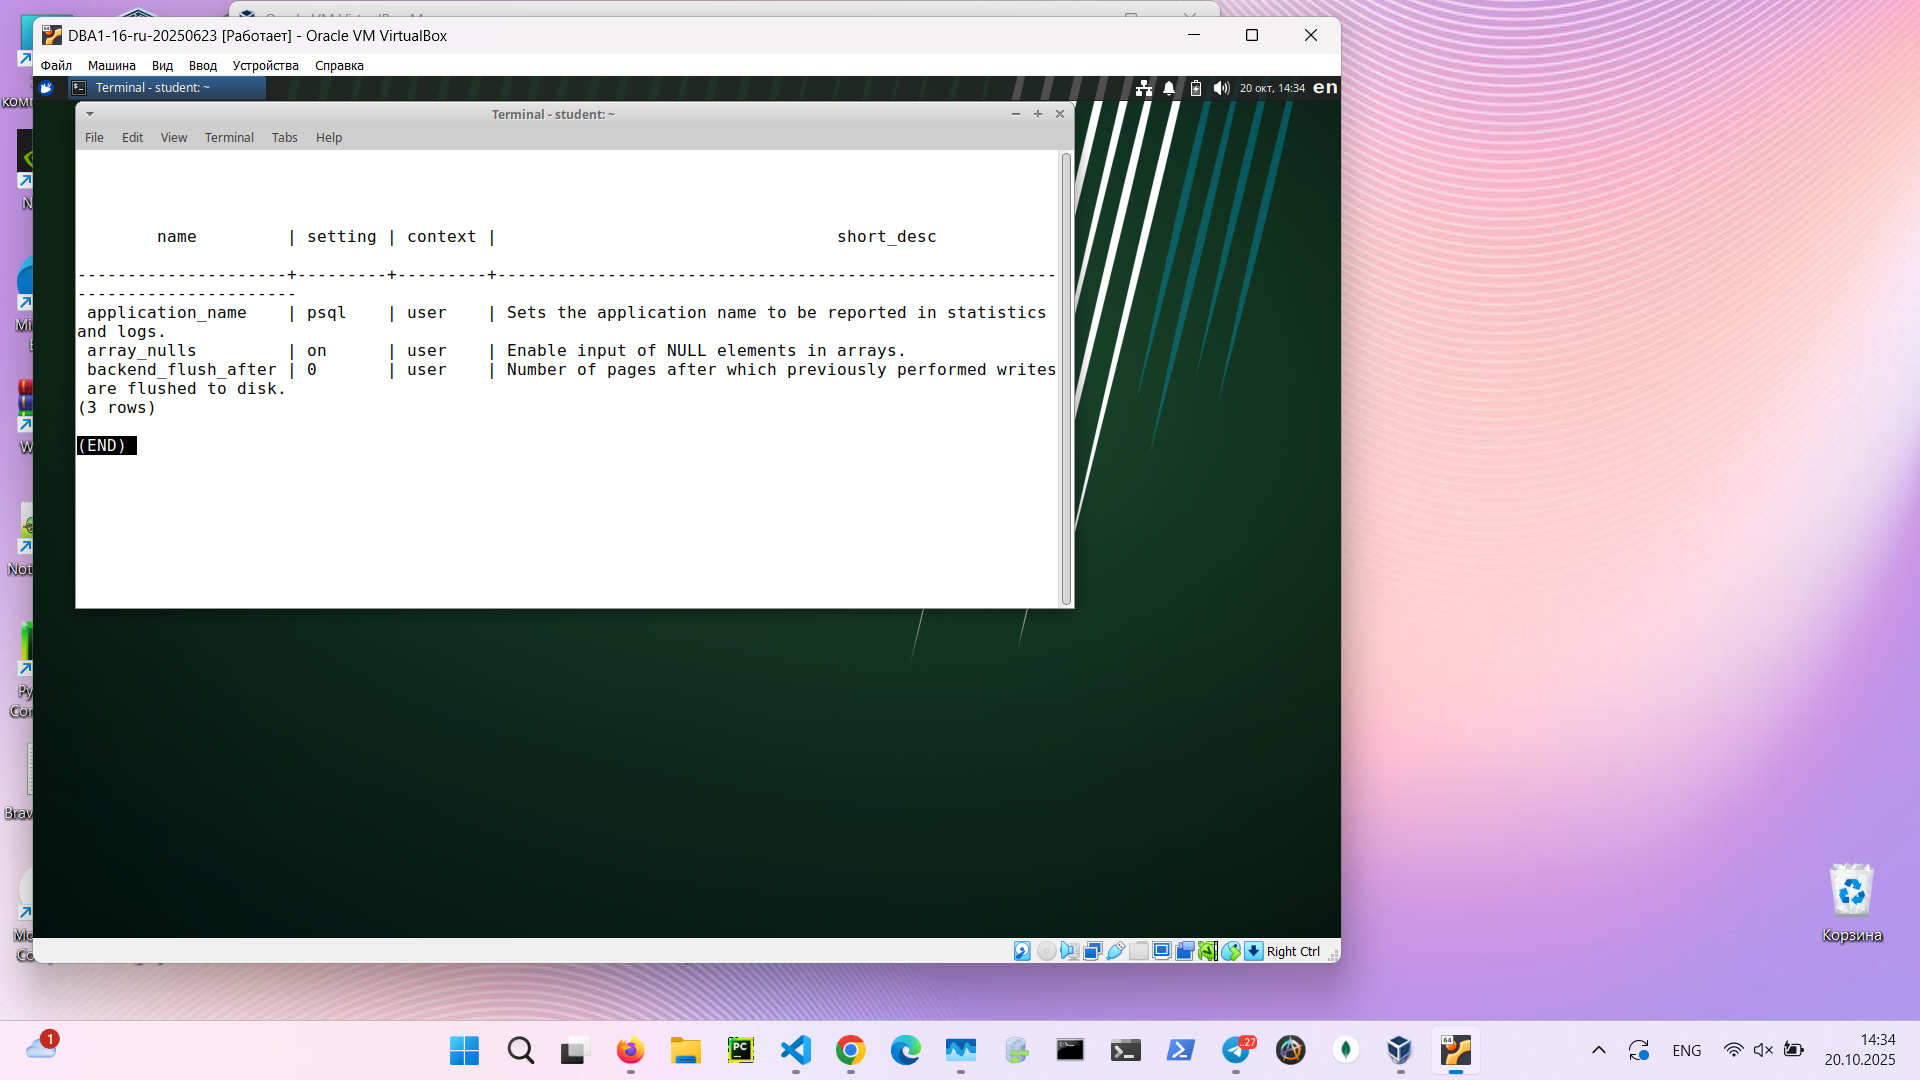 DBA1-16-ru-20250623 [Работает] - Oracle VM VirtualBox
Файл Машина Вид Ввод Устройства Справка
Terminal - student: ~
20 окт, 14:34 en
Terminal - student: ~
File Edit View Terminal Tabs Help
name | setting | context | short_desc
---------------------+---------+---------+--------------------------------------------------------
----------------------
application_name | psql | user | Sets the application name to be reported in statistics
and logs.
array_nulls | on | user | Enable input of NULL elements in arrays.
backend_flush_after | 0 | user | Number of pages after which previously performed writes
are flushed to disk.
(3 rows)
(END)
Right Ctrl
Корзина
1
PC
27
64
ENG
14:34
20.10.2025